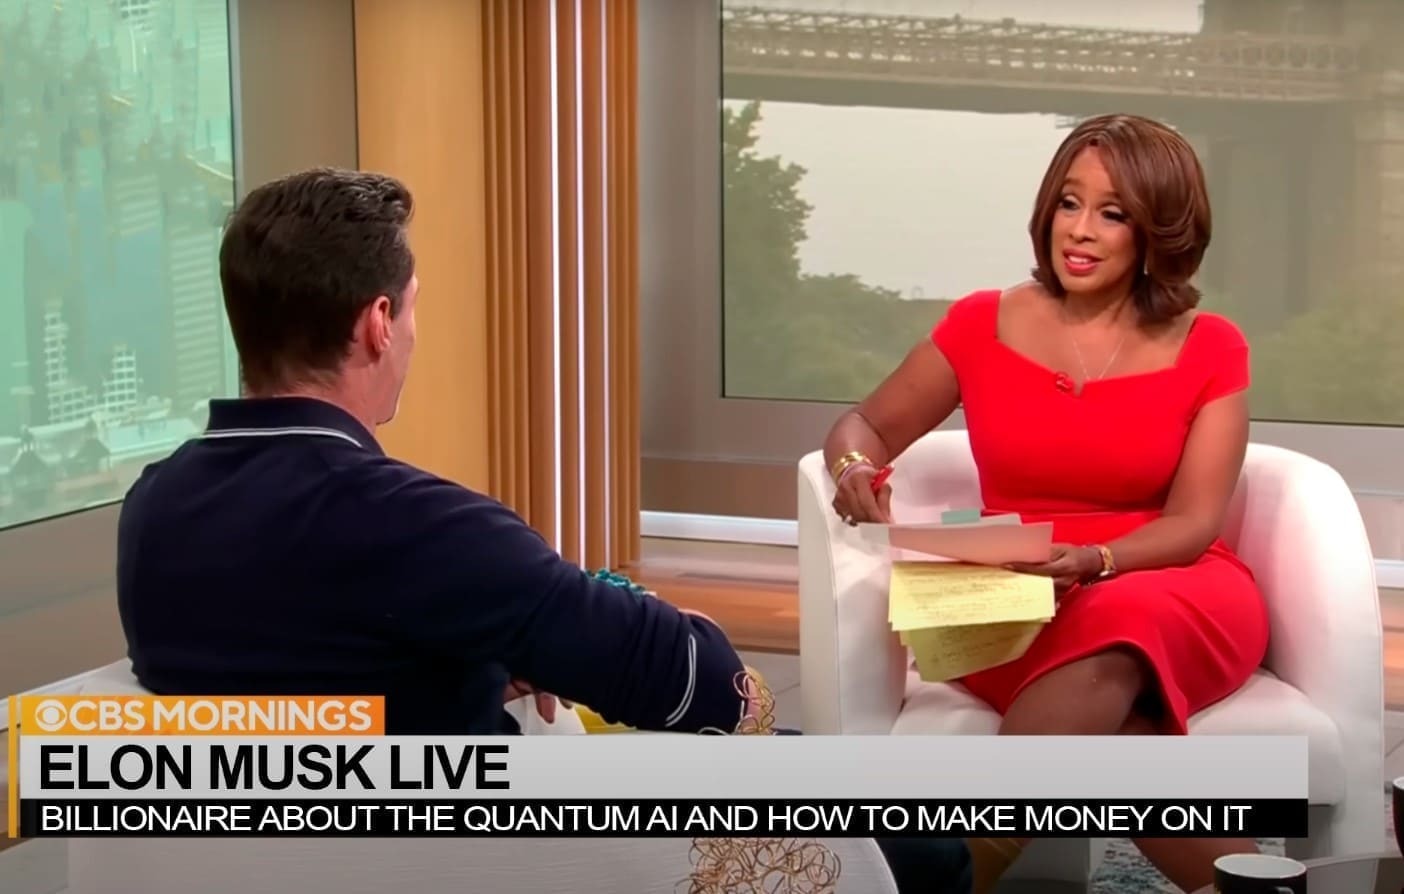 CBS MORNINGS
ELON MUSK LIVE
BILLIONAIRE ABOUT THE QUANTUM AI AND HOW TO MAKE MONEY ON IT